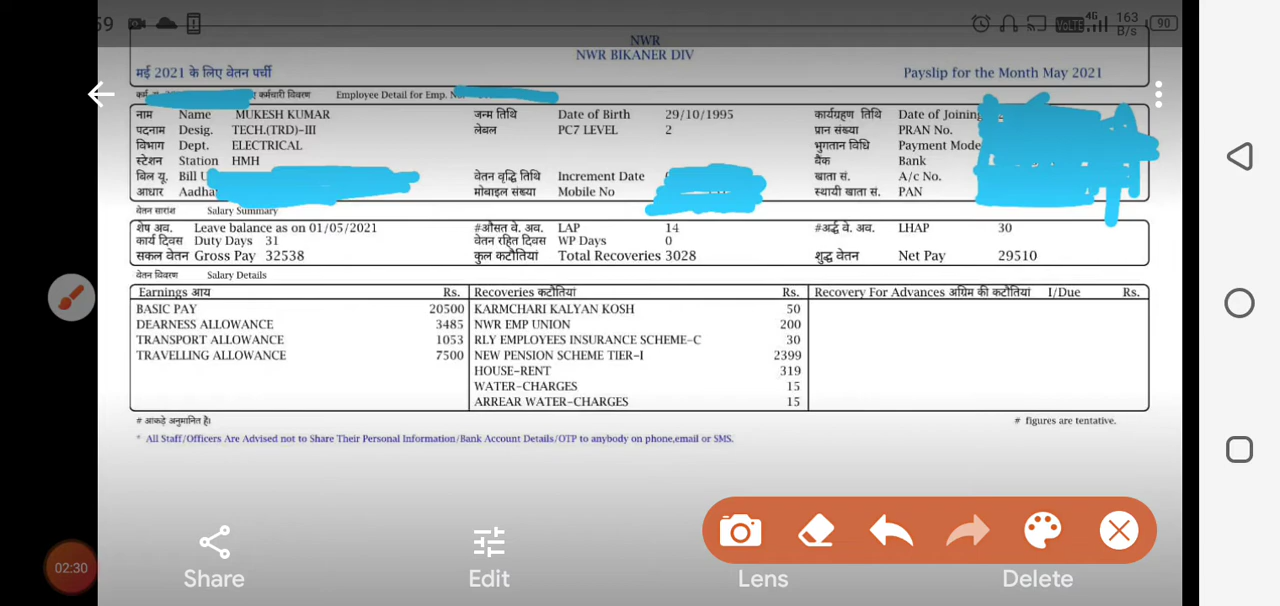 59
4G
VoLTE
163 B/s
90
NWR
NWR BIKANER DIV
मई 2021 के लिए वेतन पर्ची Payslip for the Month May 2021
कर्मचारी विवरण Employee Detail for Emp.
नाम Name MUKESH KUMAR जन्म तिथि Date of Birth 29/10/1995 कार्यग्रहण तिथि Date of Joining
पदनाम Desig. TECH.(TRD)-III लेबल PC7 LEVEL 2 प्रान संख्या PRAN No.
विभाग Dept. ELECTRICAL भुगतान विधि Payment Mode
स्टेशन Station HMH बैंक Bank
बिल यू. Bill U वेतन वृद्धि तिथि Increment Date खाता सं. A/c No.
आधार Aadha मोबाइल संख्या Mobile No स्थायी खाता सं. PAN
वेतन सारांश Salary Summary
शेष अव. Leave balance as on 01/05/2021 #औसत वे. अव. LAP 14 #अर्द्ध वे. अव. LHAP 30
कार्य दिवस Duty Days 31 वेतन रहित दिवस WP Days 0
सकल वेतन Gross Pay 32538 कुल कटौतियां Total Recoveries 3028 शुद्ध वेतन Net Pay 29510
वेतन विवरण Salary Details
Earnings आय Rs. Recoveries कटौतियां Rs. Recovery For Advances अग्रिम की कटौतियां I/Due Rs.
BASIC PAY 20500 KARMCHARI KALYAN KOSH 50
DEARNESS ALLOWANCE 3485 NWR EMP UNION 200
TRANSPORT ALLOWANCE 1053 RLY EMPLOYEES INSURANCE SCHEME-C 30
TRAVELLING ALLOWANCE 7500 NEW PENSION SCHEME TIER-I 2399
HOUSE-RENT 319
WATER-CHARGES 15
ARREAR WATER-CHARGES 15
# आकड़े अनुमानित है। # figures are tentative.
* All Staff/Officers Are Advised not to Share Their Personal Information/Bank Account Details/OTP to anybody on phone,email or SMS.
02:30
Share Edit Lens Delete